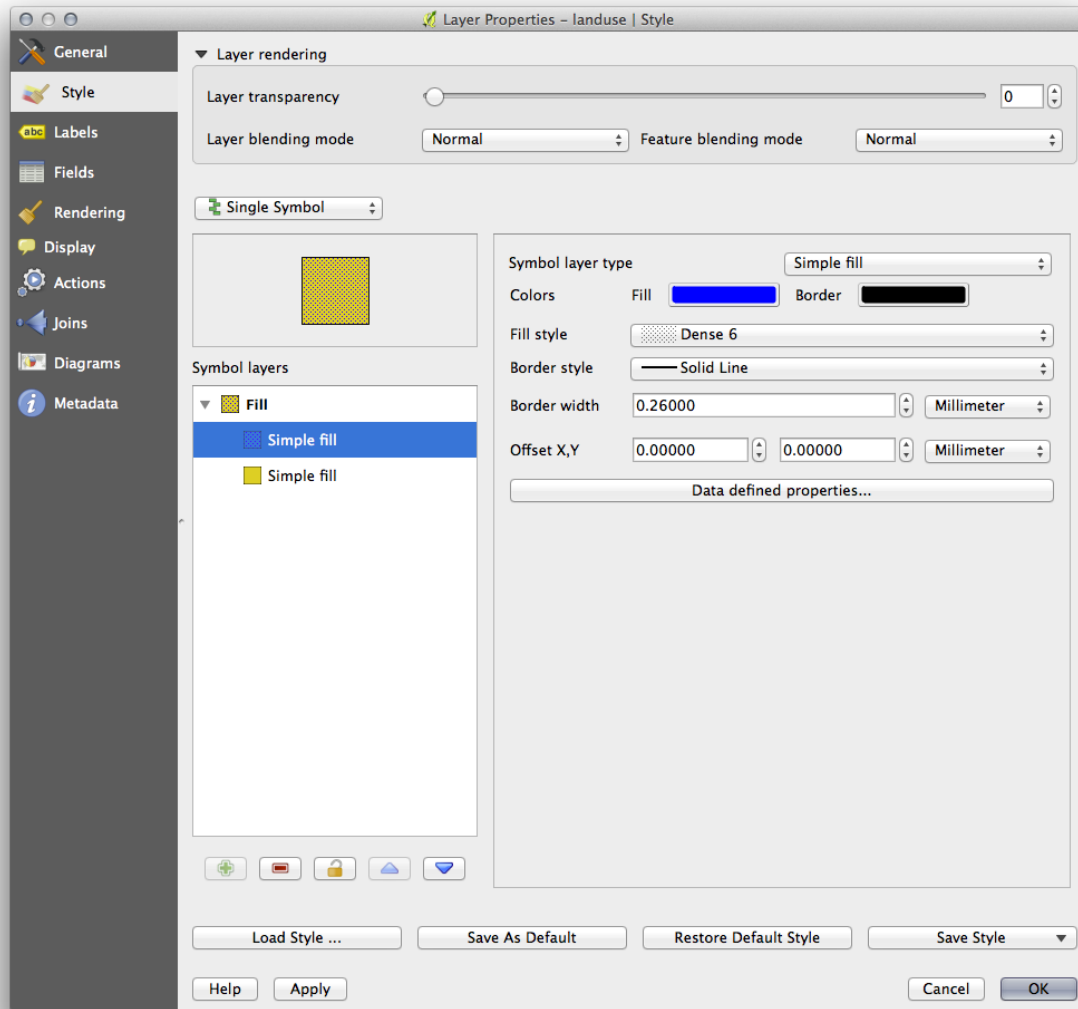 Layer Properties - landuse | Style
General
Style
abc Labels
Fields
Rendering
Display
Actions
Joins
Diagrams
i Metadata
Layer rendering
Layer transparency 0
Layer blending mode Normal Feature blending mode Normal
Single Symbol
Symbol layers
Fill
Simple fill
Simple fill
Symbol layer type Simple fill
Colors Fill Border
Fill style Dense 6
Border style Solid Line
Border width 0.26000 Millimeter
Offset X,Y 0.00000 0.00000 Millimeter
Data defined properties...
Load Style ... Save As Default Restore Default Style Save Style
Help Apply Cancel OK